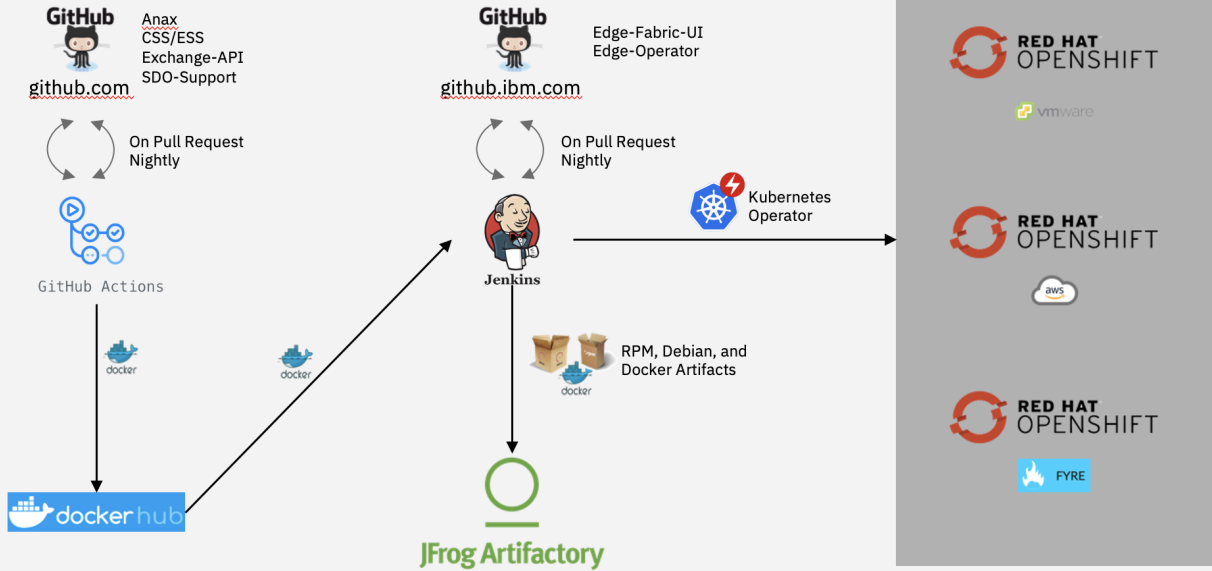 GitHub
Anax
CSS/ESS
Exchange-API
SDO-Support
github.com
On Pull Request
Nightly
GitHub Actions
docker
docker
dockerhub
GitHub
Edge-Fabric-UI
Edge-Operator
github.ibm.com
On Pull Request
Nightly
Jenkins
Kubernetes
Operator
RPM, Debian, and
Docker Artifacts
docker
JFrog Artifactory
RED HAT
OPENSHIFT
vmware
RED HAT
OPENSHIFT
aws
RED HAT
OPENSHIFT
FYRE